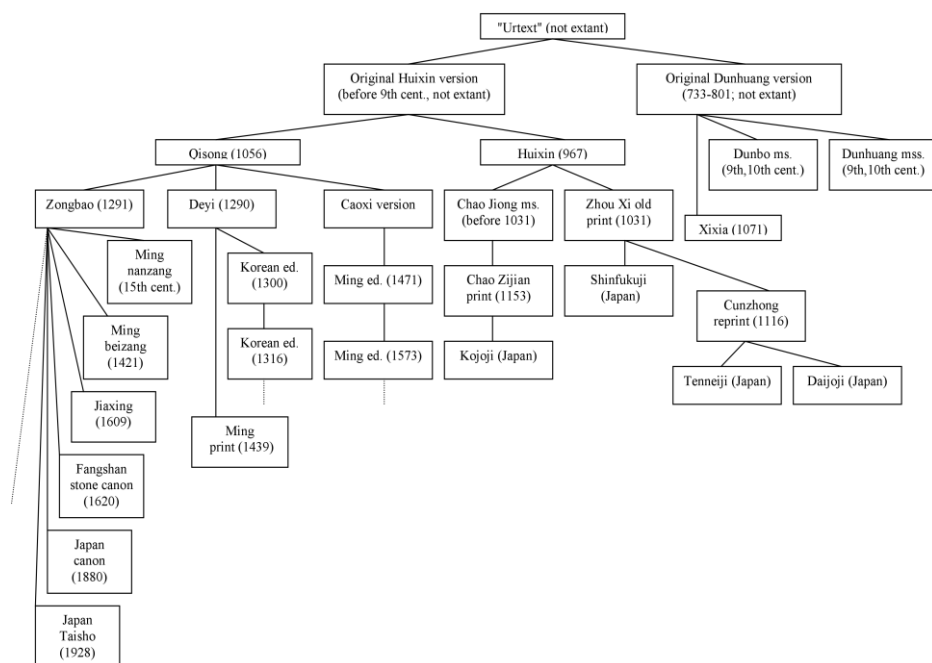 "Urtext" (not extant)
Original Huixin version
(before 9th cent., not extant)
Original Dunhuang version
(733-801; not extant)
Qisong (1056)
Huixin (967)
Dunbo ms.
(9th,10th cent.)
Dunhuang mss.
(9th,10th cent.)
Zongbao (1291)
Deyi (1290)
Caoxi version
Chao Jiong ms.
(before 1031)
Zhou Xi old
print (1031)
Xixia (1071)
Ming
nanzang
(15th cent.)
Korean ed.
(1300)
Ming ed. (1471)
Chao Zijian
print (1153)
Shinfukuji
(Japan)
Cunzhong
reprint (1116)
Ming
beizang
(1421)
Korean ed.
(1316)
Ming ed. (1573)
Kojoji (Japan)
Tenneiji (Japan)
Daijoji (Japan)
Jiaxing
(1609)
Ming
print (1439)
Fangshan
stone canon
(1620)
Japan
canon
(1880)
Japan
Taisho
(1928)